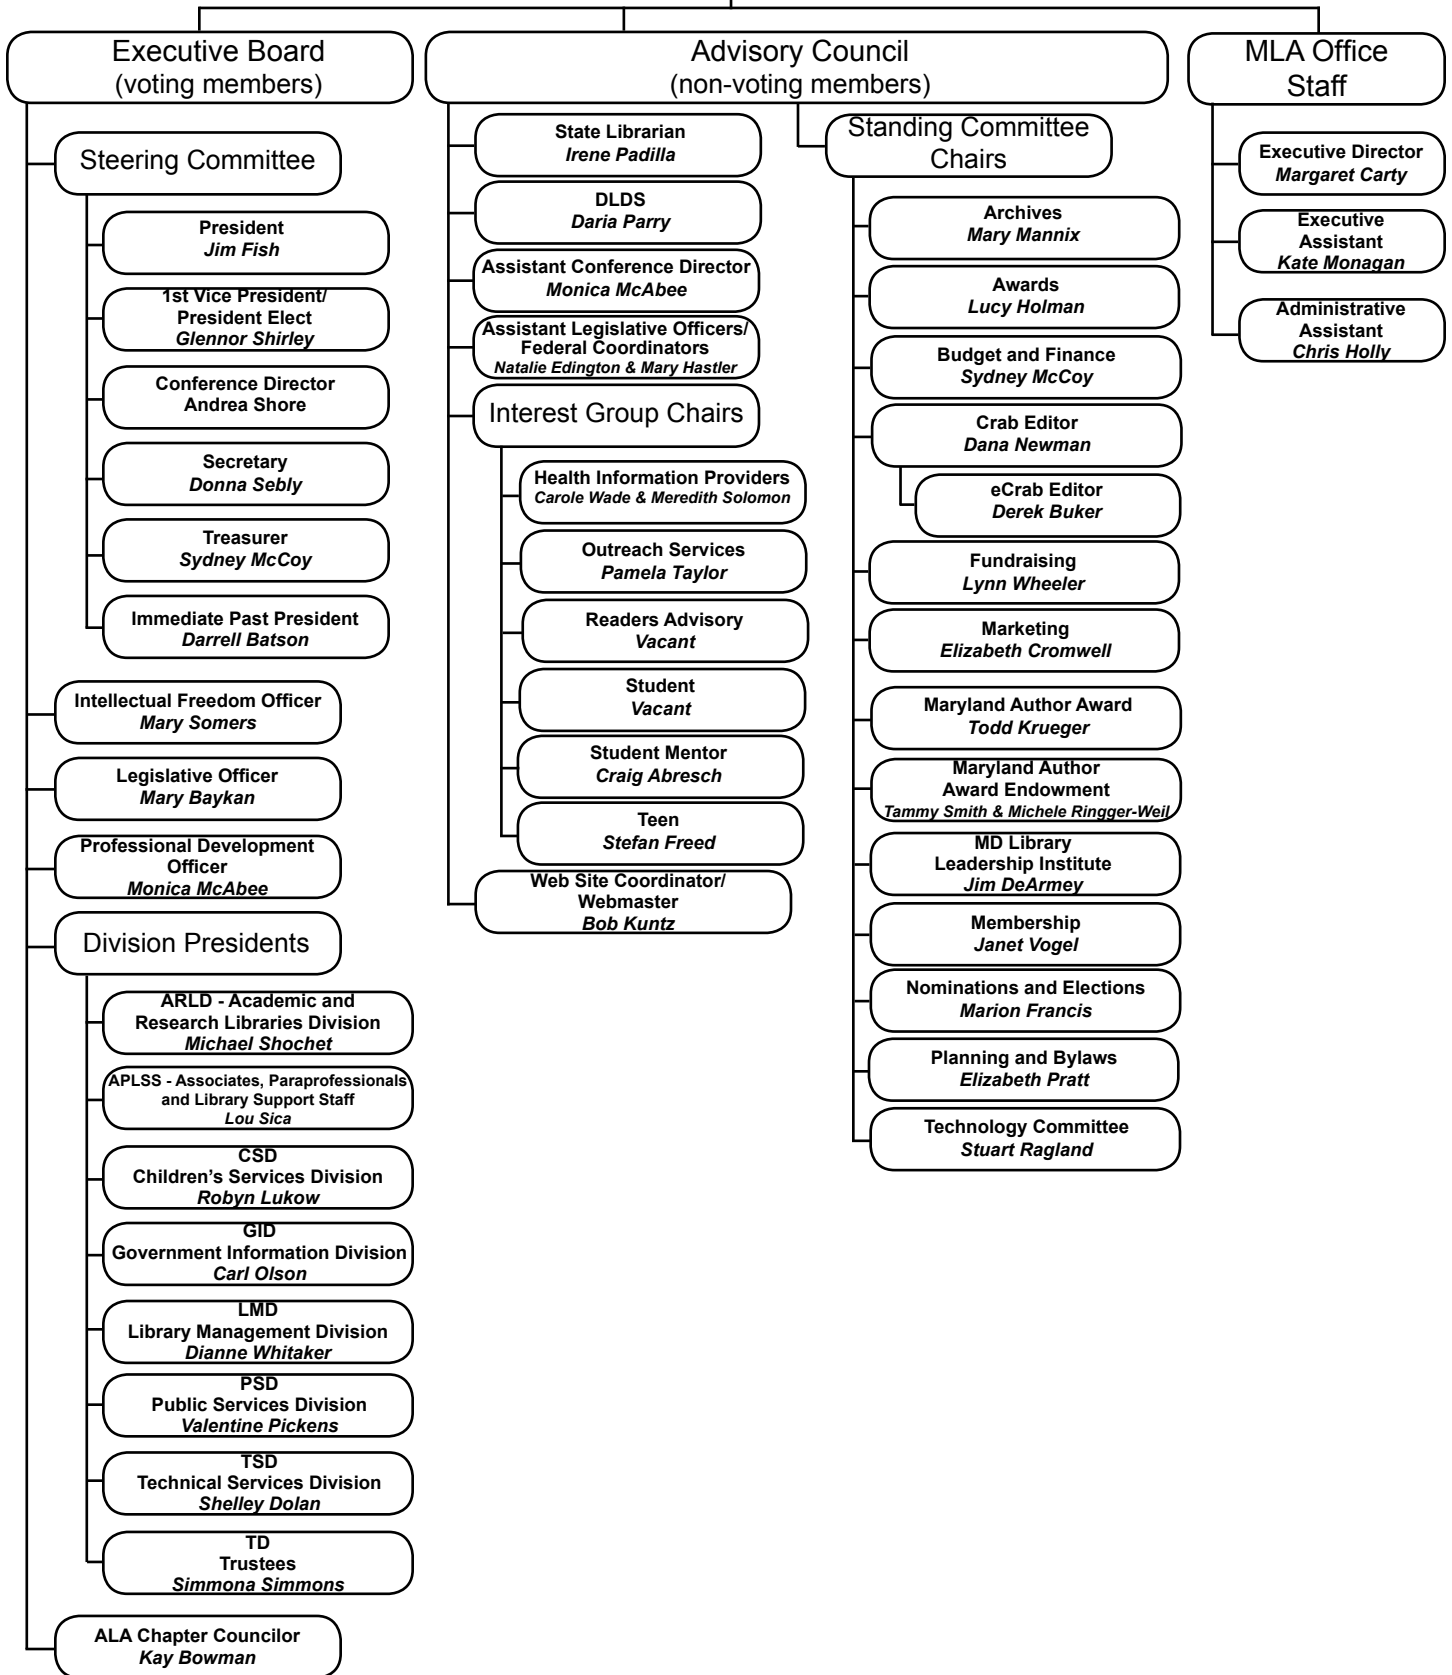 Executive Board
(voting members)
Steering Committee
President
Jim Fish
1st Vice President/
President Elect
Glennor Shirley
Conference Director
Andrea Shore
Secretary
Donna Sebly
Treasurer
Sydney McCoy
Immediate Past President
Darrell Batson
Intellectual Freedom Officer
Mary Somers
Legislative Officer
Mary Baykan
Professional Development
Officer
Monica McAbee
Division Presidents
ARLD - Academic and
Research Libraries Division
Michael Shochet
APLSS - Associates, Paraprofessionals
and Library Support Staff
Lou Sica
CSD
Children's Services Division
Robyn Lukow
GID
Government Information Division
Carl Olson
LMD
Library Management Division
Dianne Whitaker
PSD
Public Services Division
Valentine Pickens
TSD
Technical Services Division
Shelley Dolan
TD
Trustees
Simmona Simmons
ALA Chapter Councilor
Kay Bowman
Advisory Council
(non-voting members)
State Librarian
Irene Padilla
DLDS
Daria Parry
Assistant Conference Director
Monica McAbee
Assistant Legislative Officers/
Federal Coordinators
Natalie Edington & Mary Hastler
Interest Group Chairs
Health Information Providers
Carole Wade & Meredith Solomon
Outreach Services
Pamela Taylor
Readers Advisory
Vacant
Student
Vacant
Student Mentor
Craig Abresch
Teen
Stefan Freed
Web Site Coordinator/
Webmaster
Bob Kuntz
Standing Committee
Chairs
Archives
Mary Mannix
Awards
Lucy Holman
Budget and Finance
Sydney McCoy
Crab Editor
Dana Newman
eCrab Editor
Derek Buker
Fundraising
Lynn Wheeler
Marketing
Elizabeth Cromwell
Maryland Author Award
Todd Krueger
Maryland Author
Award Endowment
Tammy Smith & Michele Ringger-Weil
MD Library
Leadership Institute
Jim DeArmey
Membership
Janet Vogel
Nominations and Elections
Marion Francis
Planning and Bylaws
Elizabeth Pratt
Technology Committee
Stuart Ragland
MLA Office
Staff
Executive Director
Margaret Carty
Executive
Assistant
Kate Monagan
Administrative
Assistant
Chris Holly